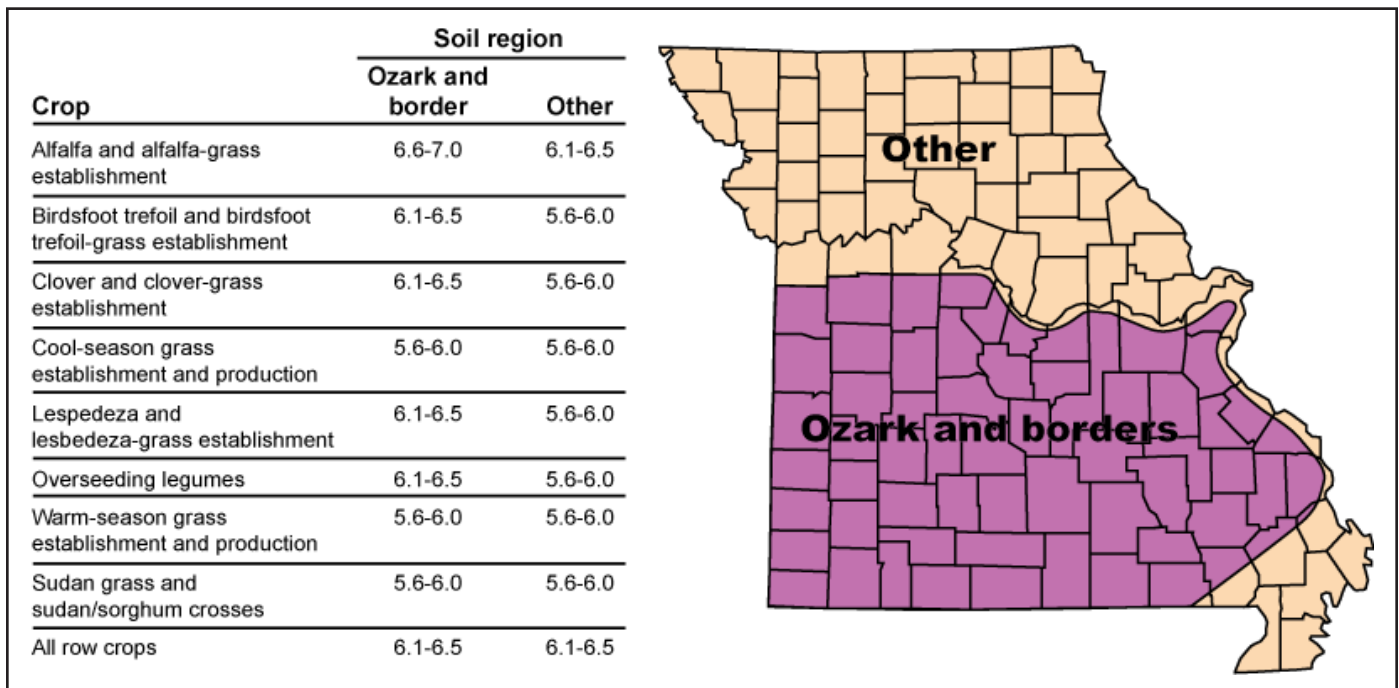 Soil region
Crop Ozark and border Other
Alfalfa and alfalfa-grass
establishment 6.6-7.0 6.1-6.5
Birdsfoot trefoil and birdsfoot
trefoil-grass establishment 6.1-6.5 5.6-6.0
Clover and clover-grass
establishment 6.1-6.5 5.6-6.0
Cool-season grass
establishment and production 5.6-6.0 5.6-6.0
Lespedeza and
lesbedeza-grass establishment 6.1-6.5 5.6-6.0
Overseeding legumes 6.1-6.5 5.6-6.0
Warm-season grass
establishment and production 5.6-6.0 5.6-6.0
Sudan grass and
sudan/sorghum crosses 5.6-6.0 5.6-6.0
All row crops 6.1-6.5 6.1-6.5
Other
Ozark and borders